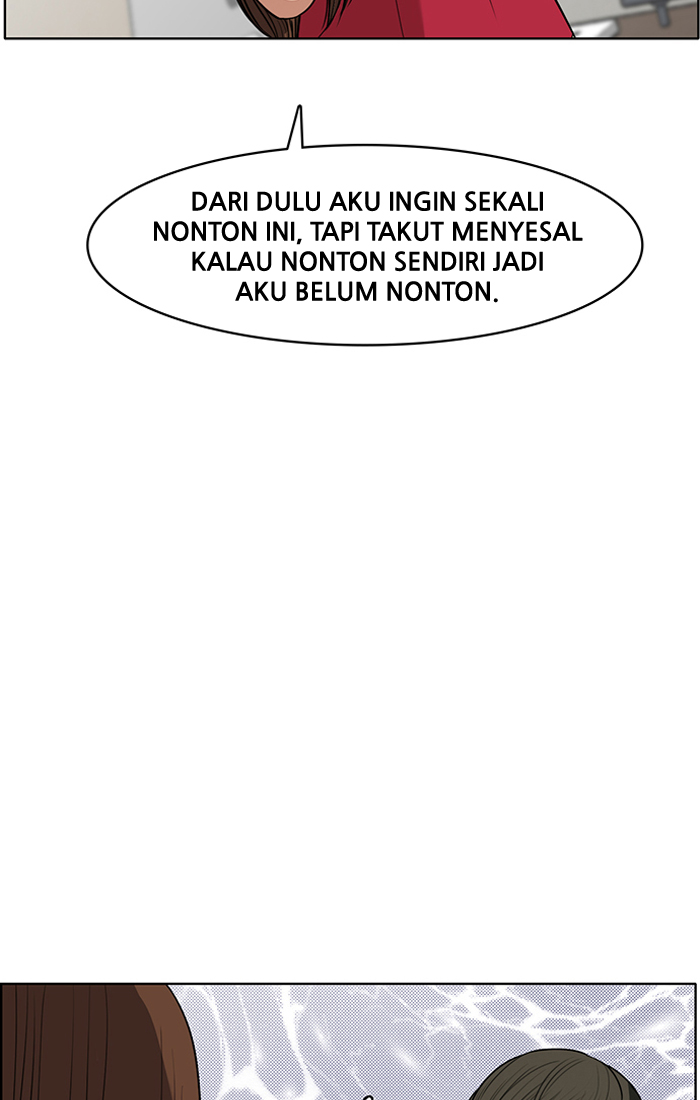 DARI DULU AKU INGIN SEKALI
NONTON INI, TAPI TAKUT MENYESAL
KALAU NONTON SENDIRI JADI
AKU BELUM NONTON.